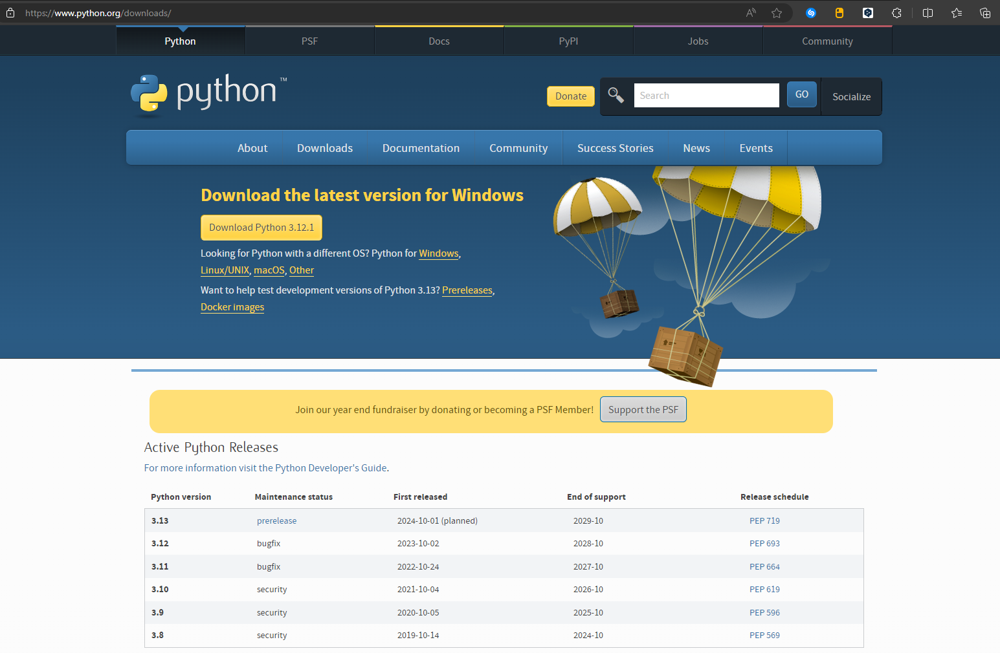 https://www.python.org/downloads/
Python PSF Docs PyPI Jobs Community
python™
Donate Search GO Socialize
About Downloads Documentation Community Success Stories News Events
Download the latest version for Windows
Download Python 3.12.1
Looking for Python with a different OS? Python for Windows,
Linux/UNIX, macOS, Other
Want to help test development versions of Python 3.13? Prereleases,
Docker images
Join our year end fundraiser by donating or becoming a PSF Member! Support the PSF
Active Python Releases
For more information visit the Python Developer's Guide.
Python version Maintenance status First released End of support Release schedule
3.13 prerelease 2024-10-01 (planned) 2029-10 PEP 719
3.12 bugfix 2023-10-02 2028-10 PEP 693
3.11 bugfix 2022-10-24 2027-10 PEP 664
3.10 security 2021-10-04 2026-10 PEP 619
3.9 security 2020-10-05 2025-10 PEP 596
3.8 security 2019-10-14 2024-10 PEP 569